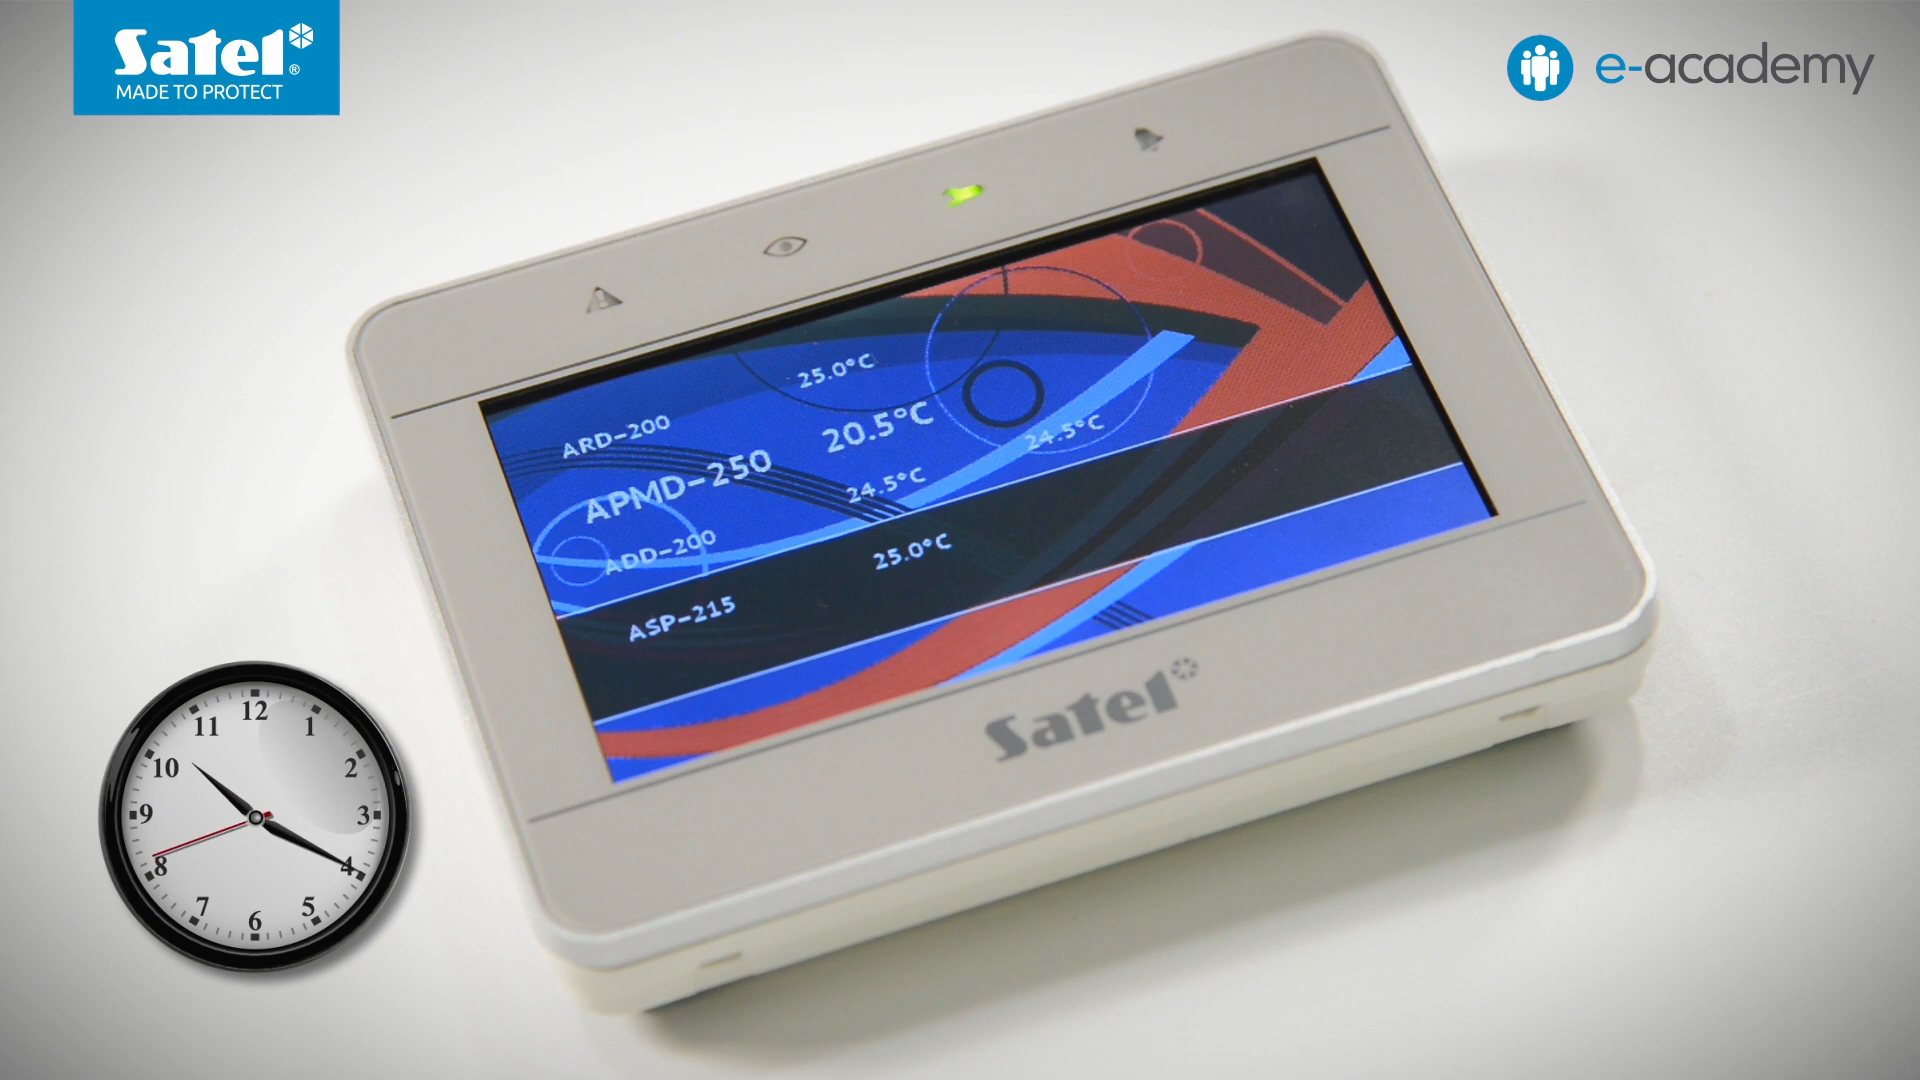 Satel®
MADE TO PROTECT
e-academy
25.0°C
ARD-200
20.5°C
APMD-250
24.5°C
24.5°C
ADD-200
25.0°C
ASP-215
Satel
12
11
1
10
2
9
3
8
4
7
5
6